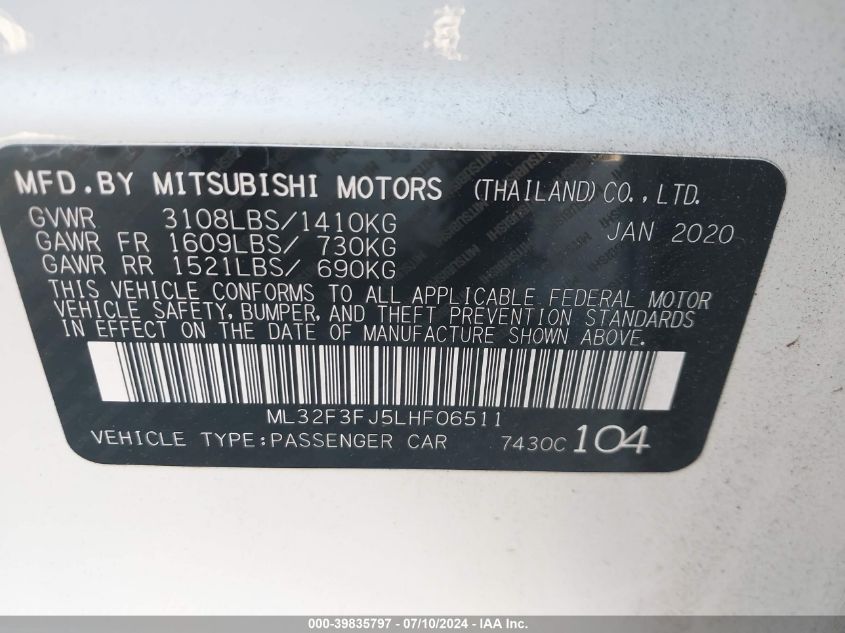 MFD.BY MITSUBISHI MOTORS (THAILAND)CO.,LTD.
GVWR 3108LBS/1410KG JAN 2020
GAWR FR 1609LBS/ 730KG
GAWR RR 1521LBS/ 690KG
THIS VEHICLE CONFORMS TO ALL APPLICABLE FEDERAL MOTOR
VEHICLE SAFETY, BUMPER, AND THEFT PREVENTION STANDARDS
IN EFFECT ON THE DATE OF MANUFACTURE SHOWN ABOVE.
ML32F3FJ5LHF06511
VEHICLE TYPE:PASSENGER CAR 7430C 104
000-39835797 - 07/10/2024 - IAA Inc.